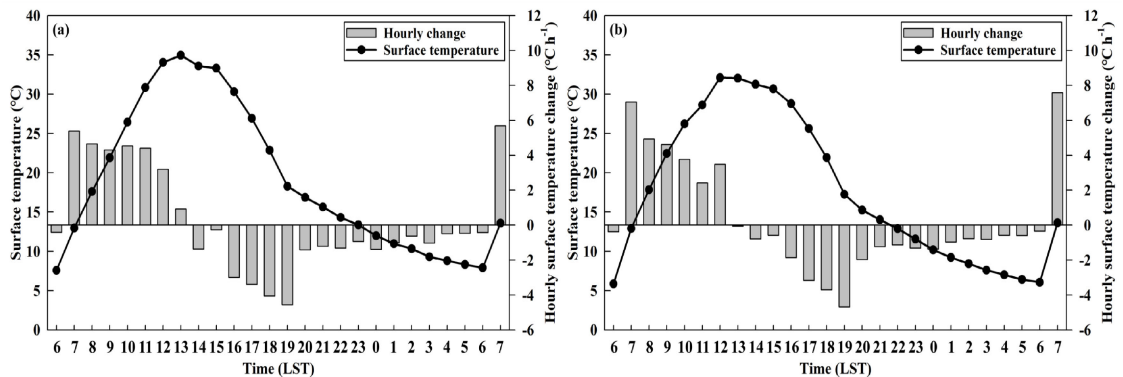 (a)
Hourly change
Surface temperature
Surface temperature (°C)
40
35
30
25
20
15
10
5
0
12
10
8
6
4
2
0
-2
-4
-6
Hourly surface temperature change (°C h-1)
6 7 8 9 10 11 12 13 14 15 16 17 18 19 20 21 22 23 0 1 2 3 4 5 6 7
Time (LST)
(b)
Hourly change
Surface temperature
Surface temperature (°C)
40
35
30
25
20
15
10
5
0
12
10
8
6
4
2
0
-2
-4
-6
Hourly surface temperature change (°C h-1)
6 7 8 9 10 11 12 13 14 15 16 17 18 19 20 21 22 23 0 1 2 3 4 5 6 7
Time (LST)